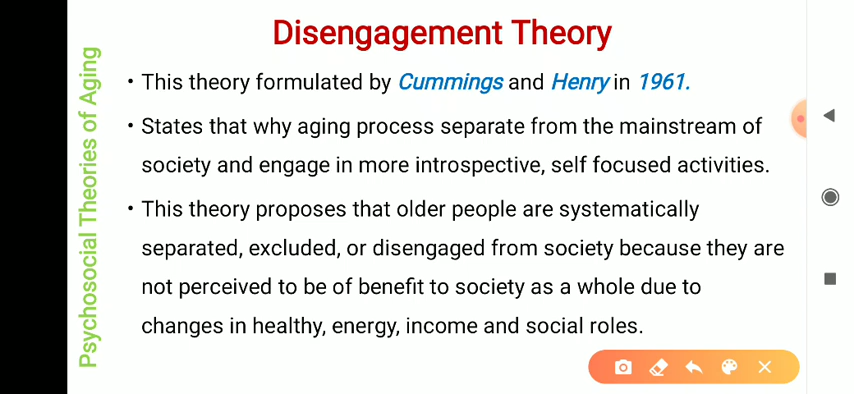 Disengagement Theory
Psychosocial Theories of Aging
• This theory formulated by Cummings and Henry in 1961.
• States that why aging process separate from the mainstream of
society and engage in more introspective, self focused activities.
• This theory proposes that older people are systematically
separated, excluded, or disengaged from society because they are
not perceived to be of benefit to society as a whole due to
changes in healthy, energy, income and social roles.